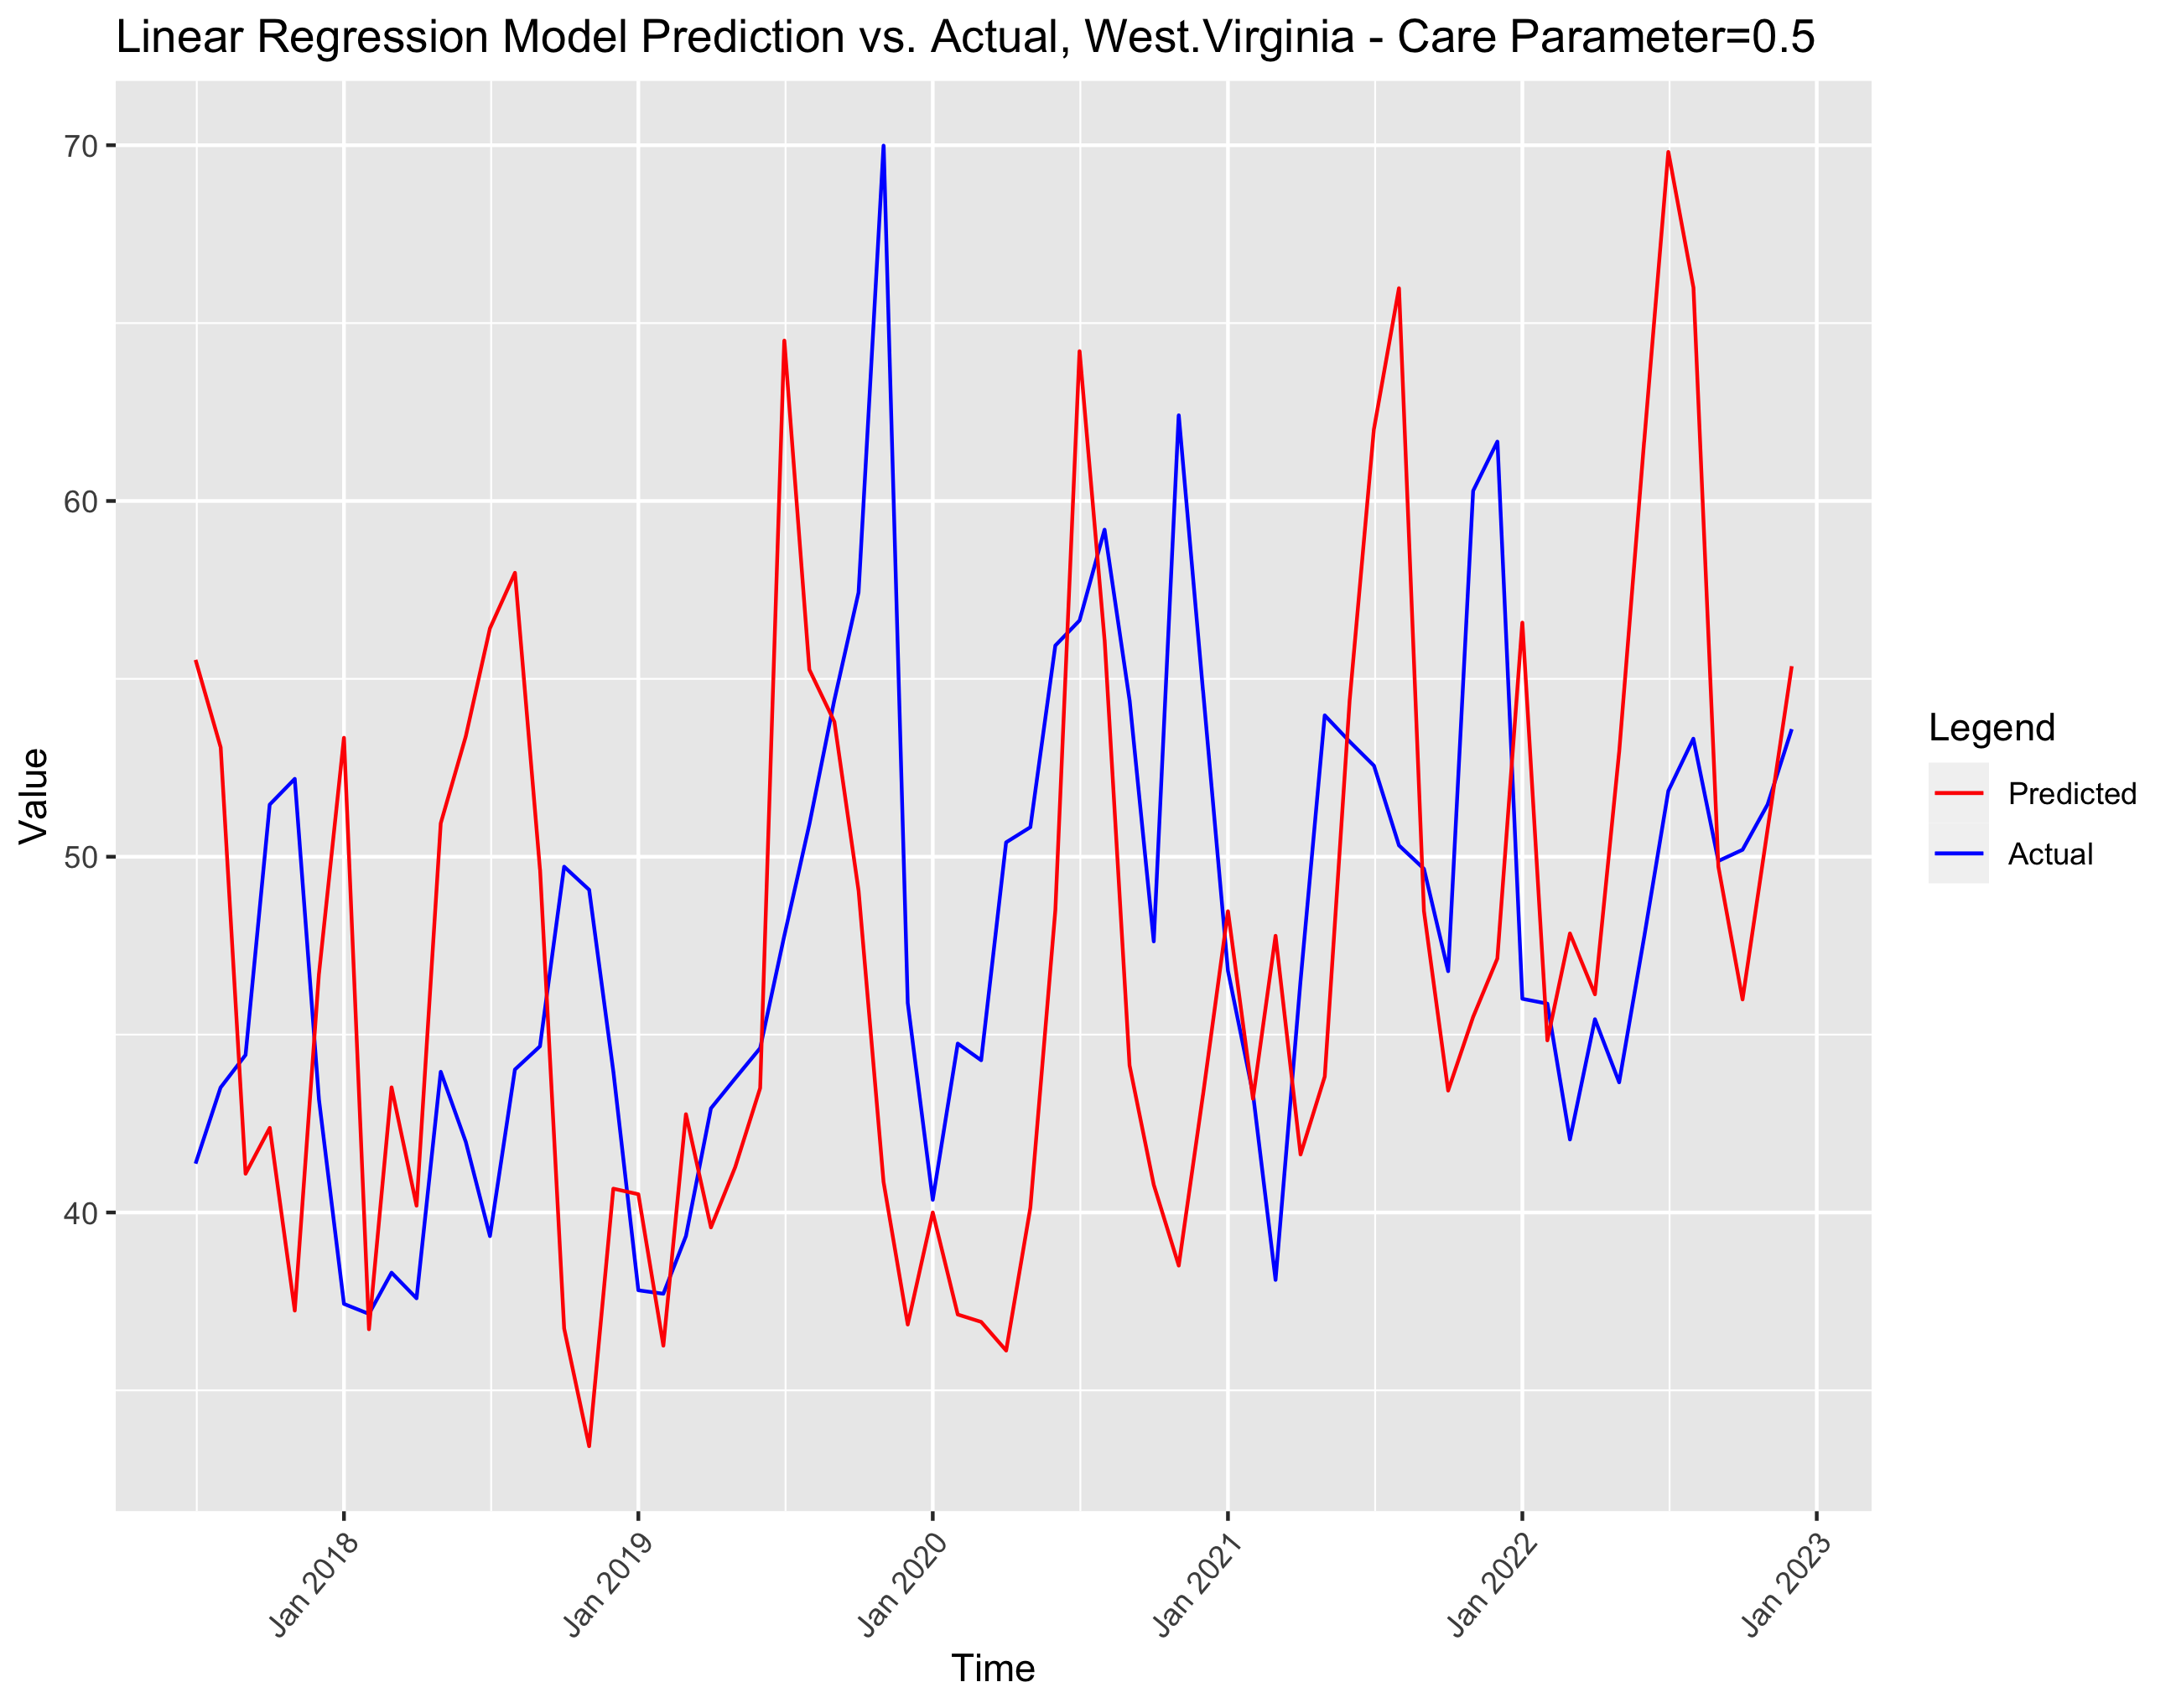 Linear Regression Model Prediction vs. Actual, West.Virginia - Care Parameter=0.5
70
60
50
40
Value
Jan 2018
Jan 2019
Jan 2020
Jan 2021
Jan 2022
Jan 2023
Time
Legend
Predicted
Actual